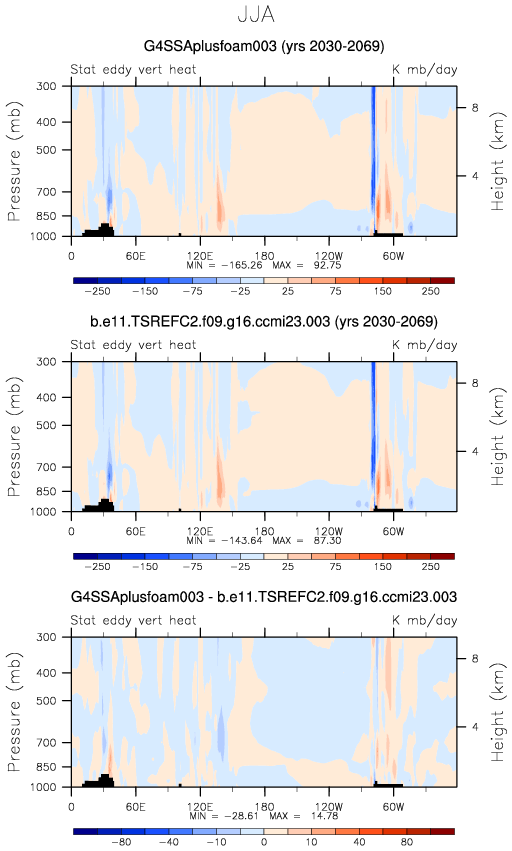 JJA
G4SSAplusfoam003 (yrs 2030-2069)
Stat eddy vert heat K mb/day
Pressure (mb)
Height (km)
300
400
500
700
850
1000
8
4
0 60E 120E 180 120W 60W
MIN = -165.26 MAX = 92.75
-250 -150 -75 -25 25 75 150 250
b.e11.TSREFC2.f09.g16.ccmi23.003 (yrs 2030-2069)
Stat eddy vert heat K mb/day
Pressure (mb)
Height (km)
300
400
500
700
850
1000
8
4
0 60E 120E 180 120W 60W
MIN = -143.64 MAX = 87.30
-250 -150 -75 -25 25 75 150 250
G4SSAplusfoam003 - b.e11.TSREFC2.f09.g16.ccmi23.003
Stat eddy vert heat K mb/day
Pressure (mb)
Height (km)
300
400
500
700
850
1000
8
4
0 60E 120E 180 120W 60W
MIN = -28.61 MAX = 14.78
-80 -40 -10 0 10 40 80